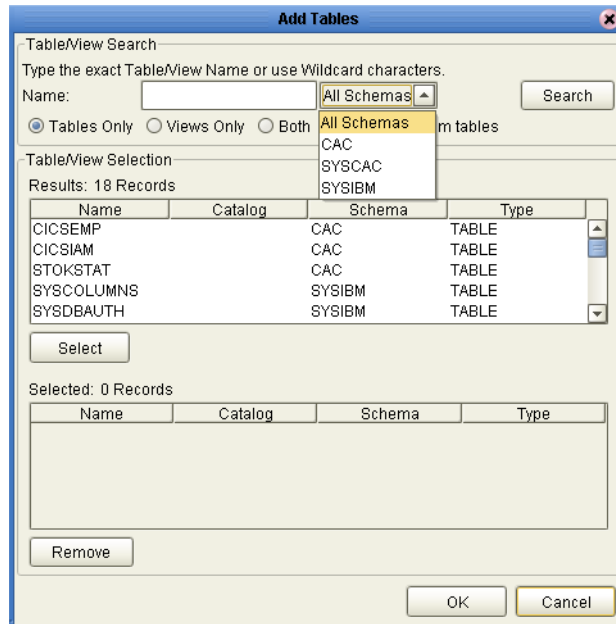 Add Tables
Table/View Search
Type the exact Table/View Name or use Wildcard characters.
Name: All Schemas Search
Tables Only Views Only Both m tables
All Schemas
CAC
SYSCAC
SYSIBM
Table/View Selection
Results: 18 Records
Name Catalog Schema Type
CICSEMP CAC TABLE
CICSIAM CAC TABLE
STOKSTAT CAC TABLE
SYSCOLUMNS SYSIBM TABLE
SYSDBAUTH SYSIBM TABLE
Select
Selected: 0 Records
Name Catalog Schema Type
Remove
OK Cancel